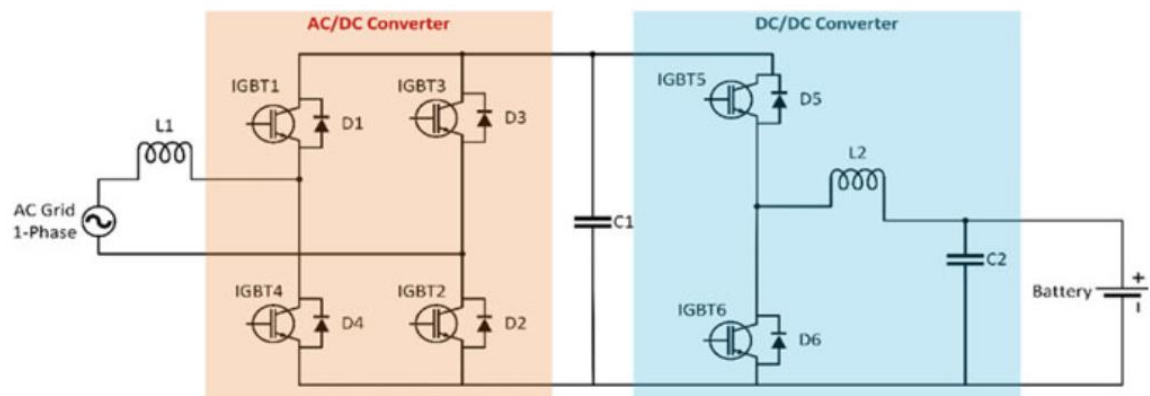 AC/DC Converter
DC/DC Converter
IGBT1
D1
IGBT3
D3
IGBT5
D5
L1
L2
AC Grid
1-Phase
C1
C2
IGBT4
D4
IGBT2
D2
IGBT6
D6
Battery
+
−